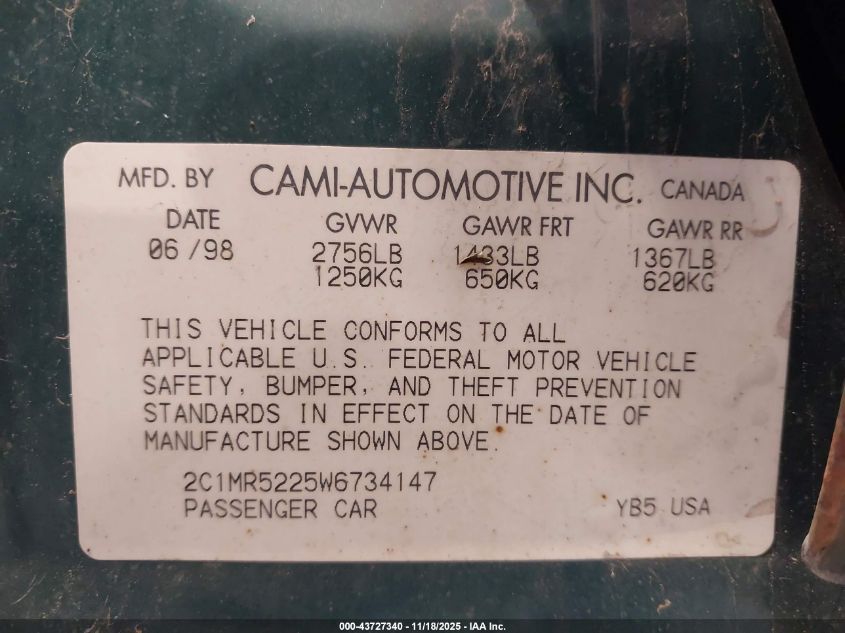 MFD. BY CAMI-AUTOMOTIVE INC. CANADA
DATE GVWR GAWR FRT GAWR RR
06/98 2756LB 1433LB 1367LB
1250KG 650KG 620KG
THIS VEHICLE CONFORMS TO ALL
APPLICABLE U.S. FEDERAL MOTOR VEHICLE
SAFETY, BUMPER, AND THEFT PREVENTION
STANDARDS IN EFFECT ON THE DATE OF
MANUFACTURE SHOWN ABOVE.
2C1MR5225W6734147
PASSENGER CAR YB5 USA
000-43727340 - 11/18/2025 - IAA Inc.